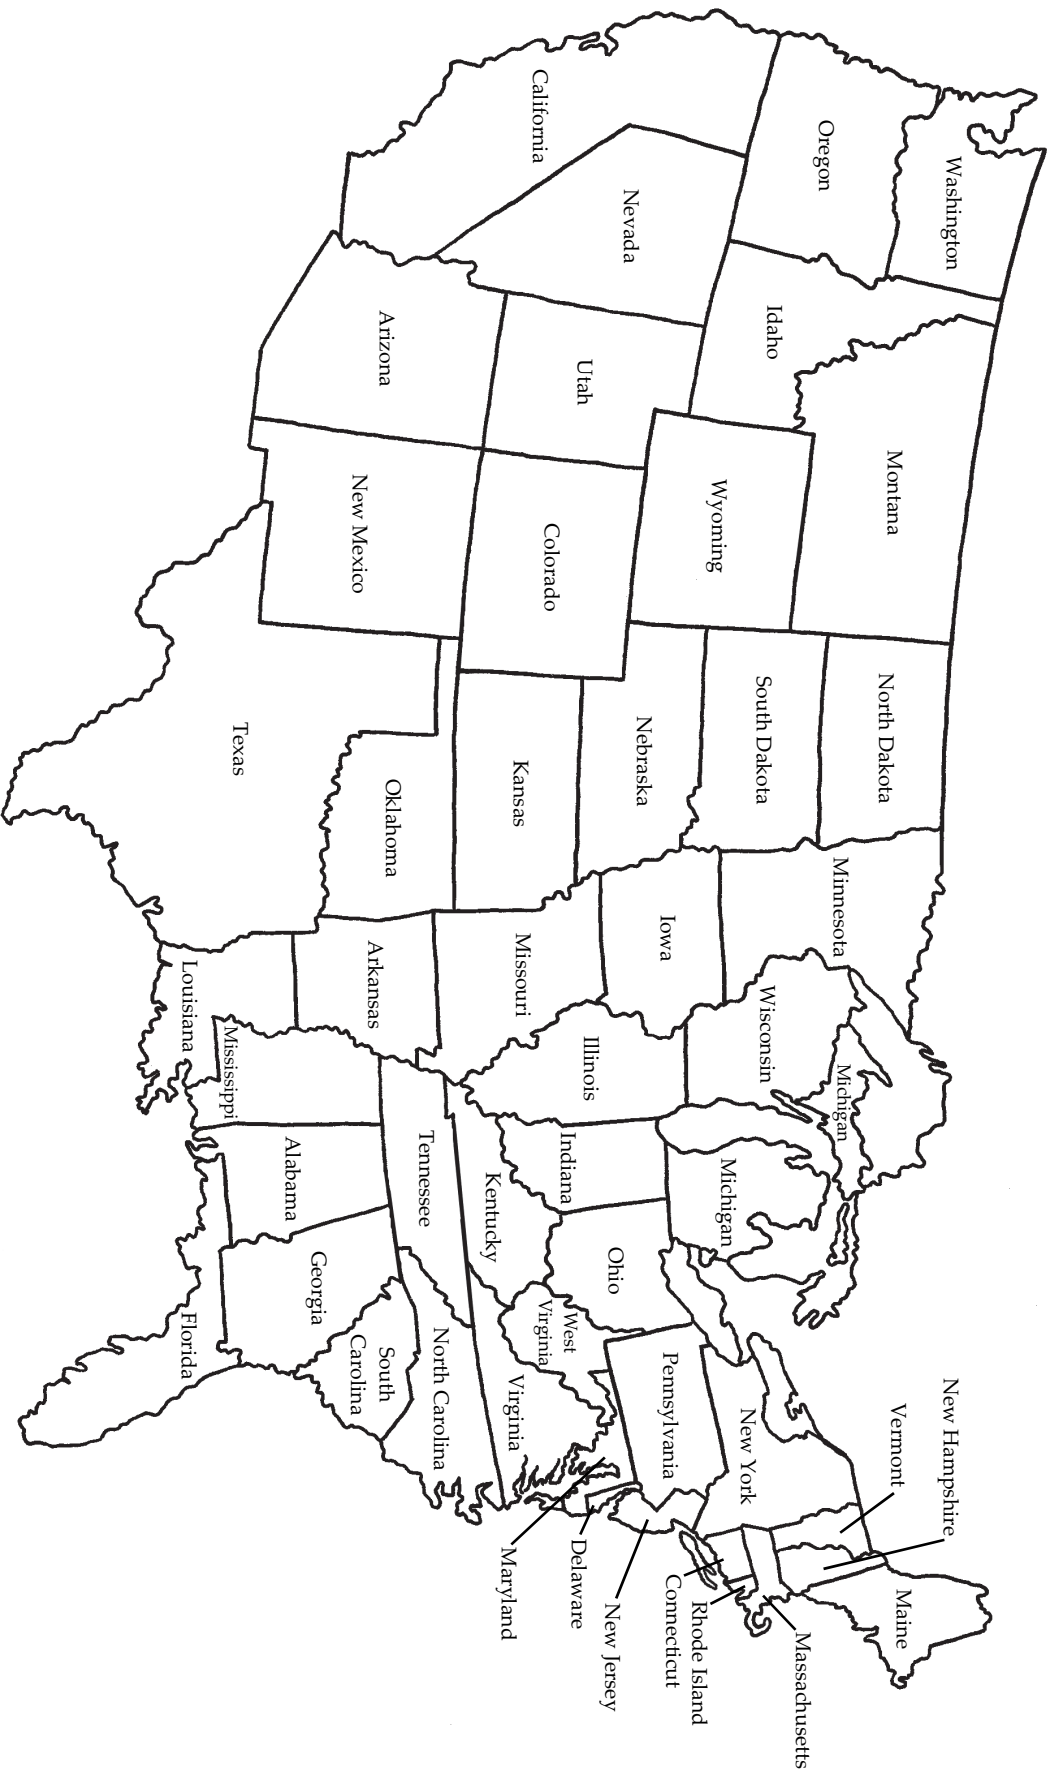 Washington
Oregon
California
Nevada
Idaho
Montana
Wyoming
Utah
Arizona
Colorado
New Mexico
North Dakota
South Dakota
Nebraska
Kansas
Oklahoma
Texas
Minnesota
Iowa
Missouri
Arkansas
Louisiana
Wisconsin
Illinois
Mississippi
Michigan
Michigan
Indiana
Ohio
Kentucky
Tennessee
Alabama
Georgia
Florida
South
Carolina
North Carolina
Virginia
West
Virginia
Pennsylvania
New York
Vermont
New Hampshire
Maine
Massachusetts
Rhode Island
Connecticut
New Jersey
Delaware
Maryland